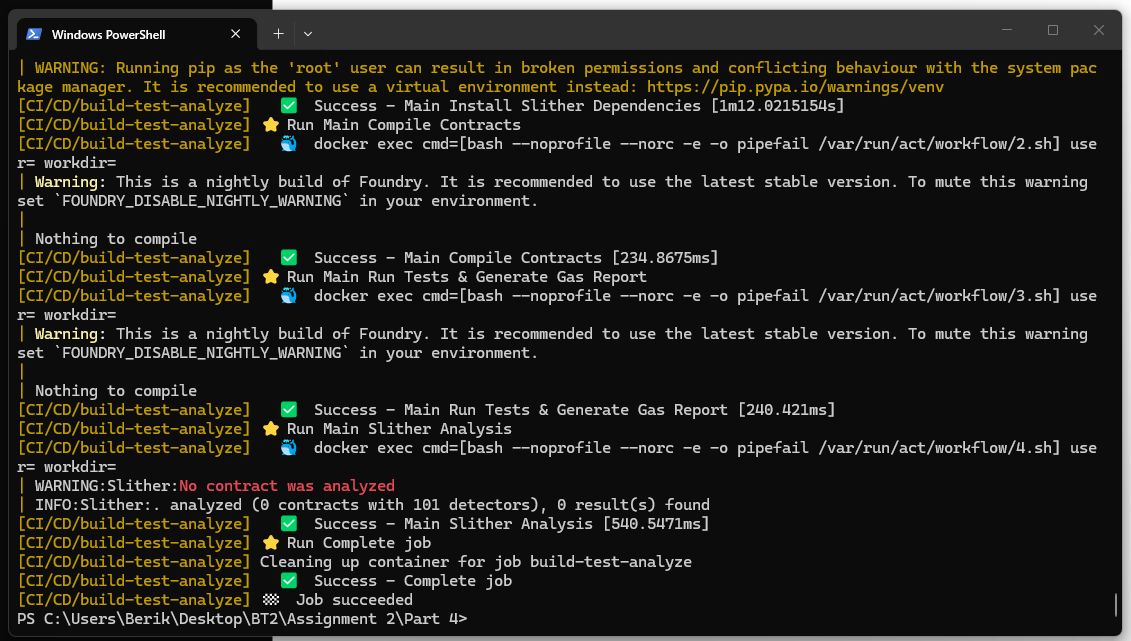 Windows PowerShell
| WARNING: Running pip as the 'root' user can result in broken permissions and conflicting behaviour with the system pac
kage manager. It is recommended to use a virtual environment instead: https://pip.pypa.io/warnings/venv
[CI/CD/build-test-analyze]   ✅  Success - Main Install Slither Dependencies [1m12.0215154s]
[CI/CD/build-test-analyze] ⭐ Run Main Compile Contracts
[CI/CD/build-test-analyze]   🐳  docker exec cmd=[bash --noprofile --norc -e -o pipefail /var/run/act/workflow/2.sh] use
r= workdir=
| Warning: This is a nightly build of Foundry. It is recommended to use the latest stable version. To mute this warning
set `FOUNDRY_DISABLE_NIGHTLY_WARNING` in your environment.
|
| Nothing to compile
[CI/CD/build-test-analyze]   ✅  Success - Main Compile Contracts [234.8675ms]
[CI/CD/build-test-analyze] ⭐ Run Main Run Tests & Generate Gas Report
[CI/CD/build-test-analyze]   🐳  docker exec cmd=[bash --noprofile --norc -e -o pipefail /var/run/act/workflow/3.sh] use
r= workdir=
| Warning: This is a nightly build of Foundry. It is recommended to use the latest stable version. To mute this warning
set `FOUNDRY_DISABLE_NIGHTLY_WARNING` in your environment.
|
| Nothing to compile
[CI/CD/build-test-analyze]   ✅  Success - Main Run Tests & Generate Gas Report [240.421ms]
[CI/CD/build-test-analyze] ⭐ Run Main Slither Analysis
[CI/CD/build-test-analyze]   🐳  docker exec cmd=[bash --noprofile --norc -e -o pipefail /var/run/act/workflow/4.sh] use
r= workdir=
| WARNING:Slither:No contract was analyzed
| INFO:Slither:. analyzed (0 contracts with 101 detectors), 0 result(s) found
[CI/CD/build-test-analyze]   ✅  Success - Main Slither Analysis [540.5471ms]
[CI/CD/build-test-analyze] ⭐ Run Complete job
[CI/CD/build-test-analyze] Cleaning up container for job build-test-analyze
[CI/CD/build-test-analyze]   ✅  Success - Complete job
[CI/CD/build-test-analyze] 🏁  Job succeeded
PS C:\Users\Berik\Desktop\BT2\Assignment 2\Part 4>